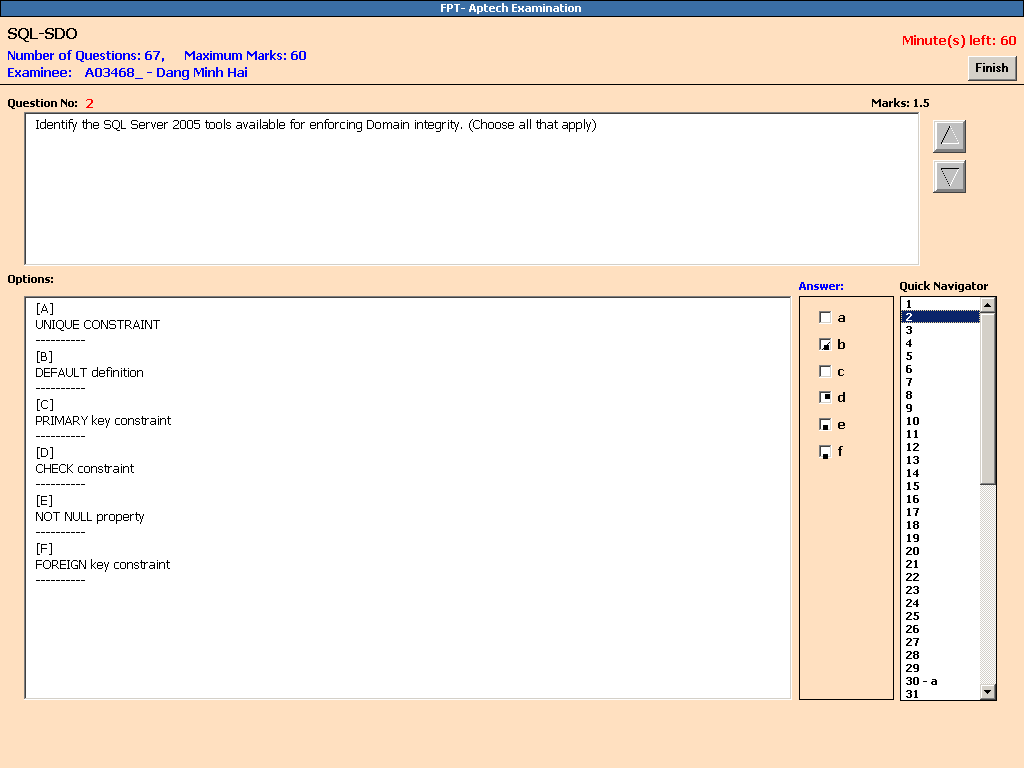 FPT- Aptech Examination
SQL-SDO
Number of Questions: 67, Maximum Marks: 60
Minute(s) left: 60
Examinee: A03468_ - Dang Minh Hai
Finish
Question No: 2
Marks: 1.5
Identify the SQL Server 2005 tools available for enforcing Domain integrity. (Choose all that apply)
Options:
Answer:
Quick Navigator
[A]
UNIQUE CONSTRAINT
----------
[B]
DEFAULT definition
----------
[C]
PRIMARY key constraint
----------
[D]
CHECK constraint
----------
[E]
NOT NULL property
----------
[F]
FOREIGN key constraint
----------
a
b
c
d
e
f
1
2
3
4
5
6
7
8
9
10
11
12
13
14
15
16
17
18
19
20
21
22
23
24
25
26
27
28
29
30 - a
31